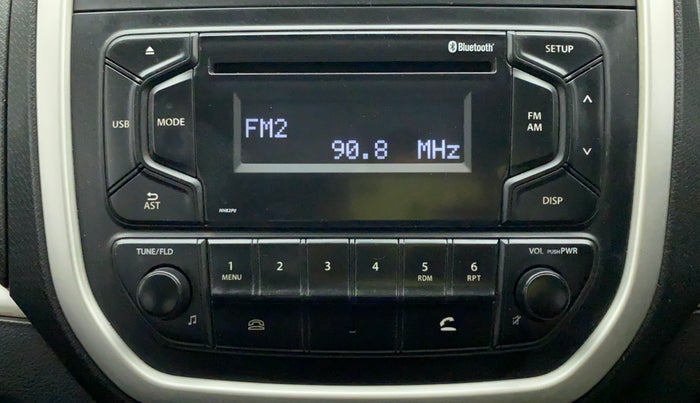 Bluetooth
SETUP
USB
MODE
FM
AM
FM2
90.8 MHz
AST
DISP
TUNE/FLD
VOL PUSH PWR
1
MENU
2
3
4
5
RDM
6
RPT